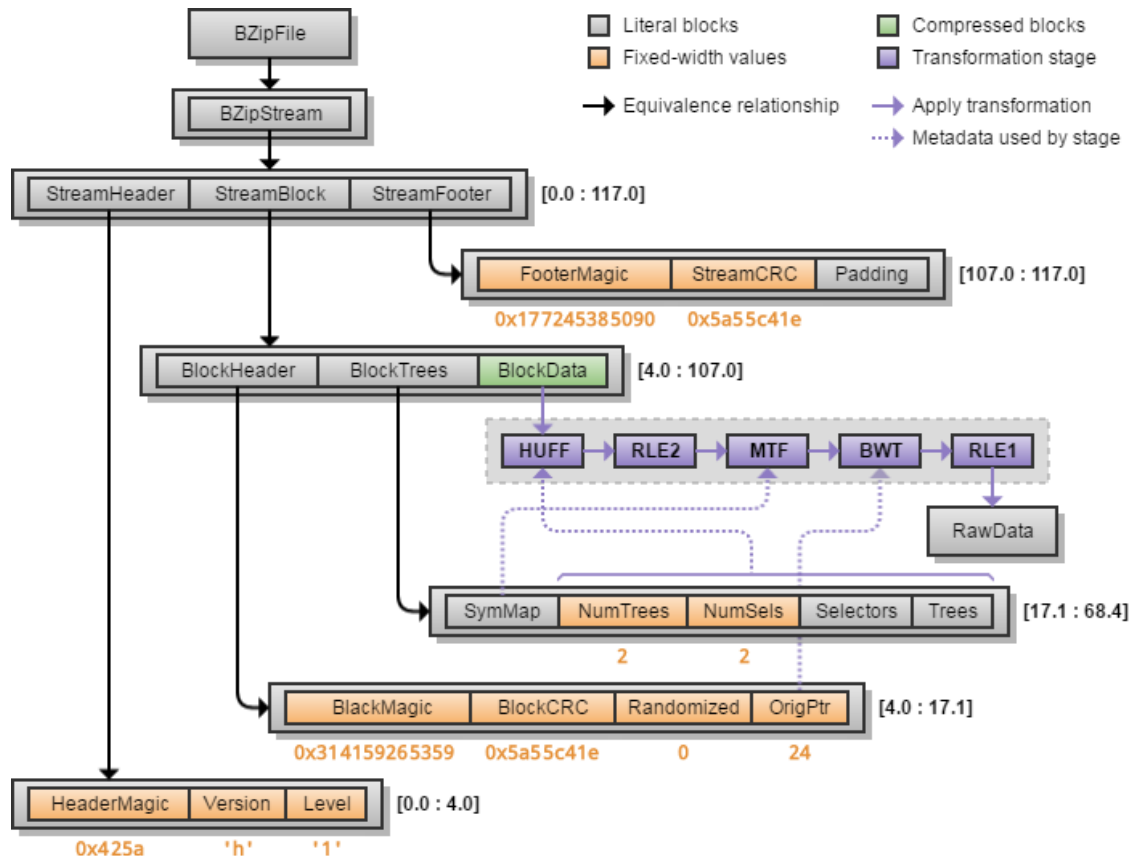 BZipFile
Literal blocks
Compressed blocks
Fixed-width values
Transformation stage
Equivalence relationship
Apply transformation
Metadata used by stage
BZipStream
StreamHeader StreamBlock StreamFooter [0.0 : 117.0]
FooterMagic StreamCRC Padding [107.0 : 117.0]
0x177245385090 0x5a55c41e
BlockHeader BlockTrees BlockData [4.0 : 107.0]
HUFF RLE2 MTF BWT RLE1
RawData
SymMap NumTrees NumSels Selectors Trees [17.1 : 68.4]
2 2
BlackMagic BlockCRC Randomized OrigPtr [4.0 : 17.1]
0x314159265359 0x5a55c41e 0 24
HeaderMagic Version Level [0.0 : 4.0]
0x425a 'h' '1'